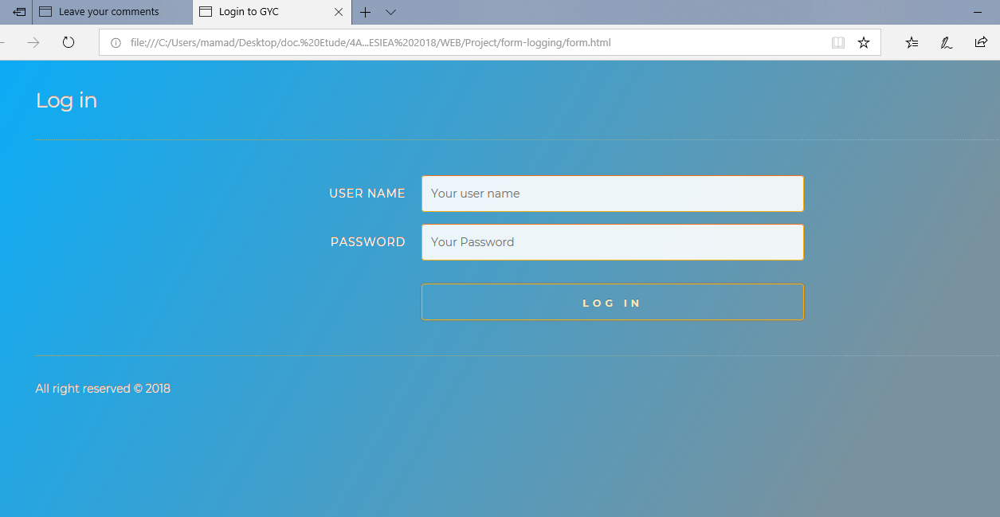 Leave your comments
Login to GYC
file:///C:/Users/mamad/Desktop/doc.%20Etude/4A...ESIEA%202018/WEB/Project/form-logging/form.html
Log in
USER NAME Your user name
PASSWORD Your Password
LOG IN
All right reserved © 2018